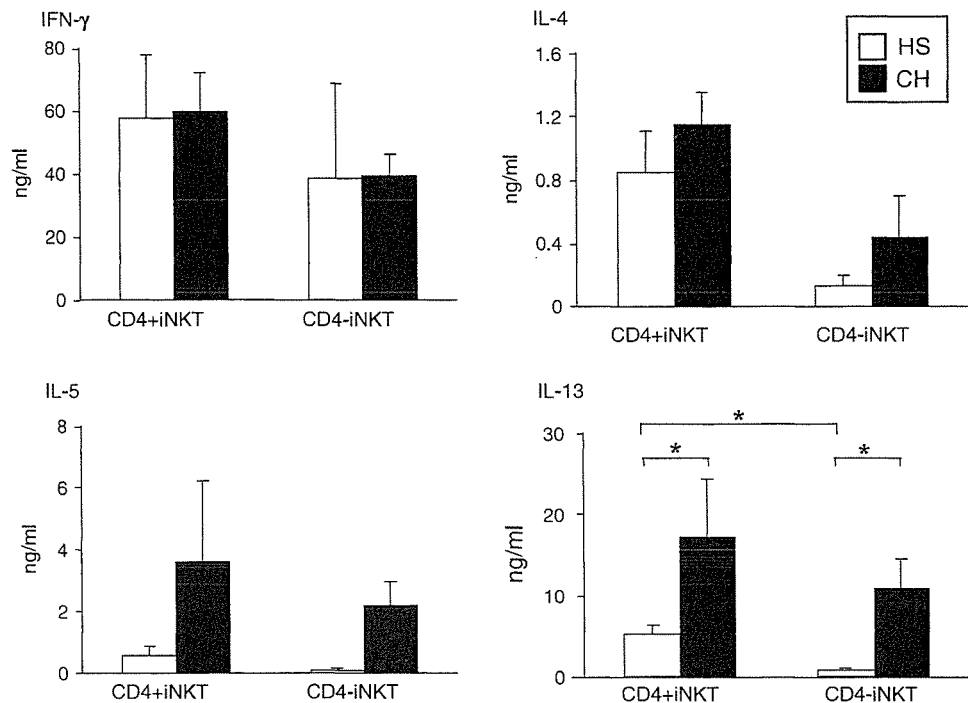 IFN-γ
80
60
40
20
0
ng/ml
CD4+iNKT
CD4-iNKT
IL-4
1.6
1.2
0.8
0.4
0
ng/ml
CD4+iNKT
CD4-iNKT
HS
CH
IL-5
8
6
4
2
0
ng/ml
CD4+iNKT
CD4-iNKT
IL-13
30
20
10
0
ng/ml
*
*
*
CD4+iNKT
CD4-iNKT